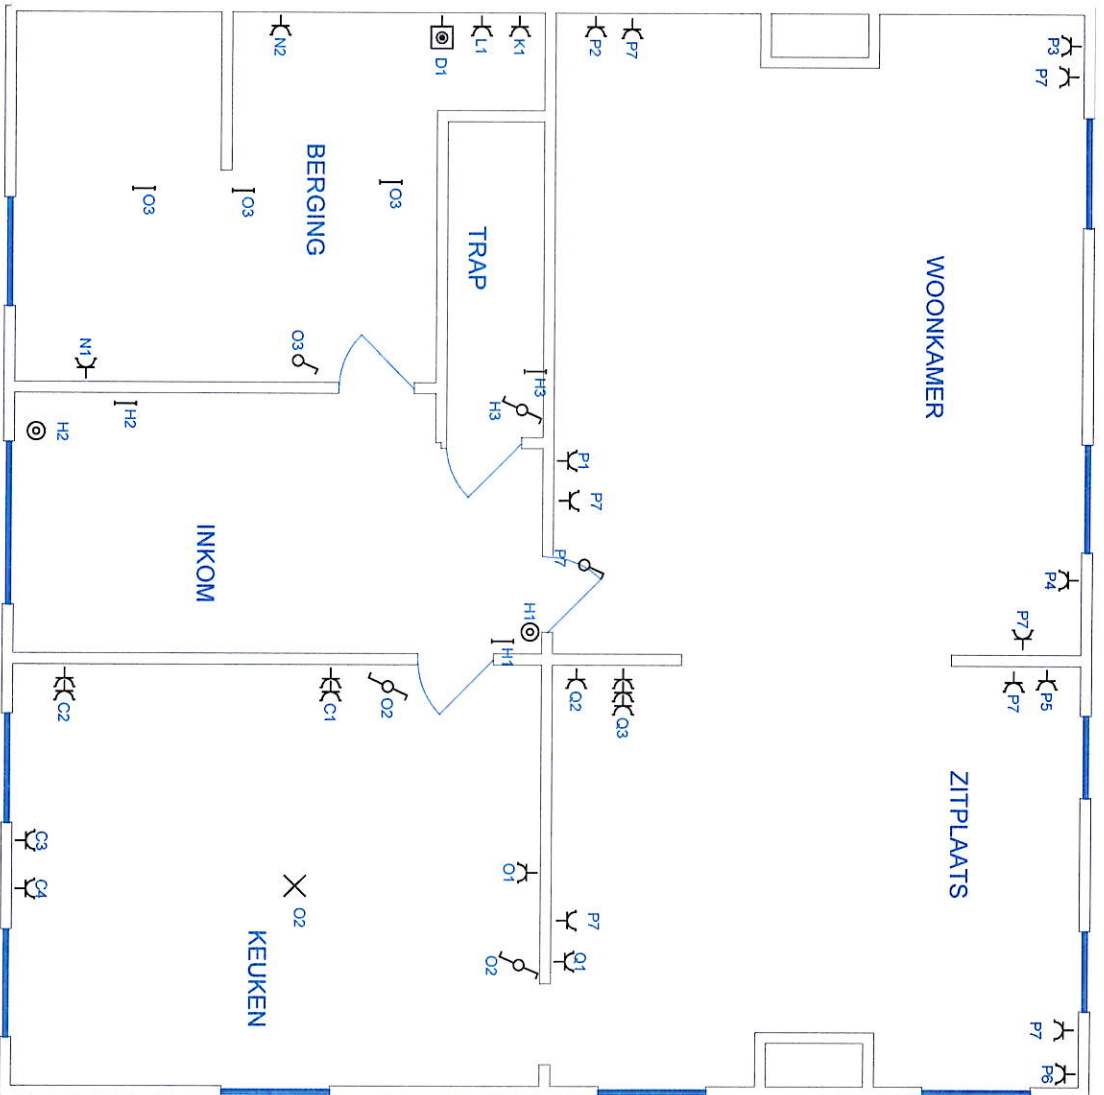 N2
D1
L1
K1
P2
P7
P3
P7
BERGING
O3
O3
O3
TRAP
WOONKAMER
N1
O3
H3
H3
H2
H2
P1
P7
INKOM
P7
P4
H1
H1
P7
C2
C1
O2
Q2
Q3
P7
P5
ZITPLAATS
C3
C4
O1
O2
P7
KEUKEN
O2
Q1
P7
P6